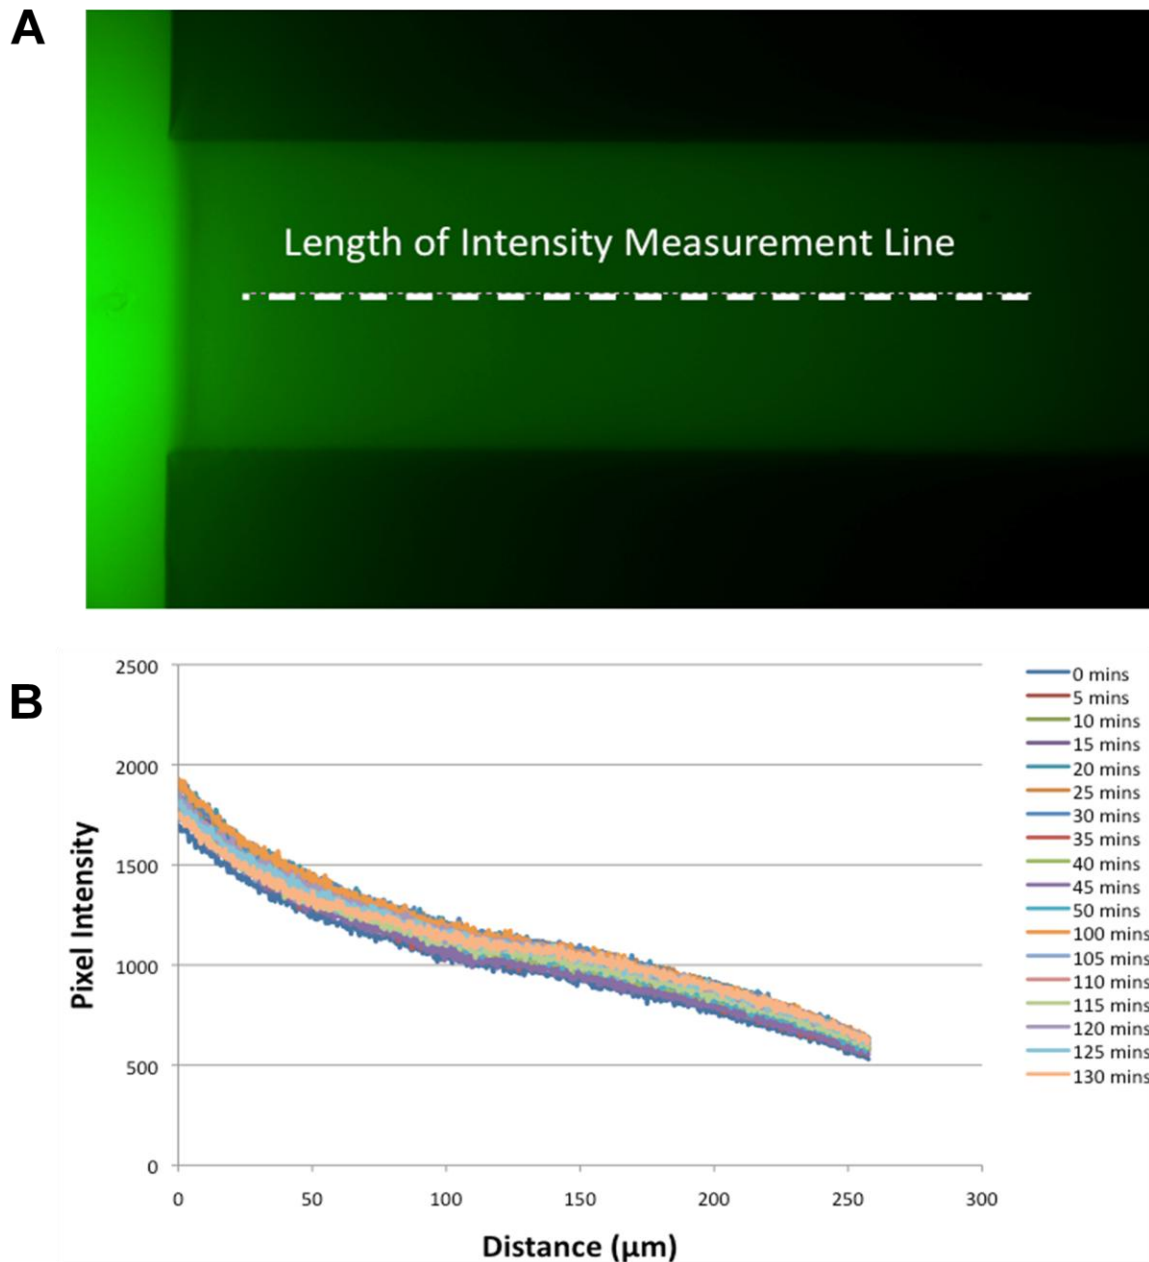 A
Length of Intensity Measurement Line
B
2500
2000
1500
1000
500
0
0 50 100 150 200 250 300
Pixel Intensity
Distance (µm)
0 mins
5 mins
10 mins
15 mins
20 mins
25 mins
30 mins
35 mins
40 mins
45 mins
50 mins
100 mins
105 mins
110 mins
115 mins
120 mins
125 mins
130 mins